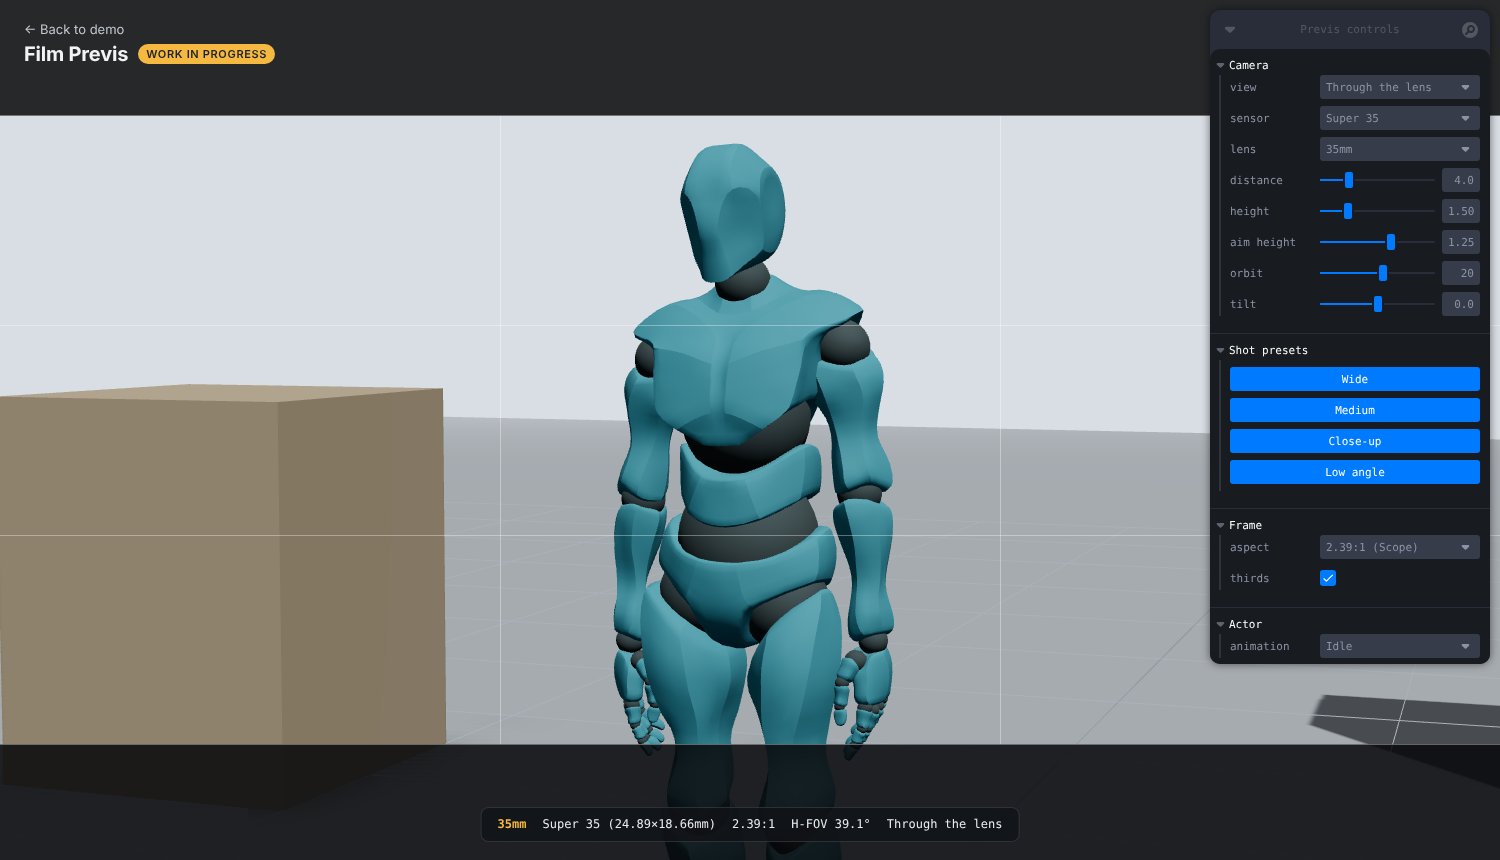 ← Back to demo
Film Previs WORK IN PROGRESS
Previs controls
Camera
view Through the lens
sensor Super 35
lens 35mm
distance 4.0
height 1.50
aim height 1.25
orbit 20
tilt 0.0
Shot presets
Wide
Medium
Close-up
Low angle
Frame
aspect 2.39:1 (Scope)
thirds
Actor
animation Idle
35mm Super 35 (24.89×18.66mm) 2.39:1 H-FOV 39.1° Through the lens